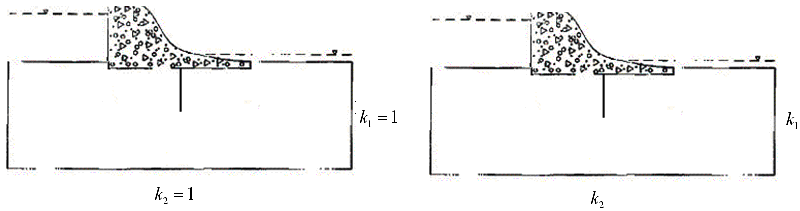 k₁ = 1
k₂ = 1
k₁
k₂